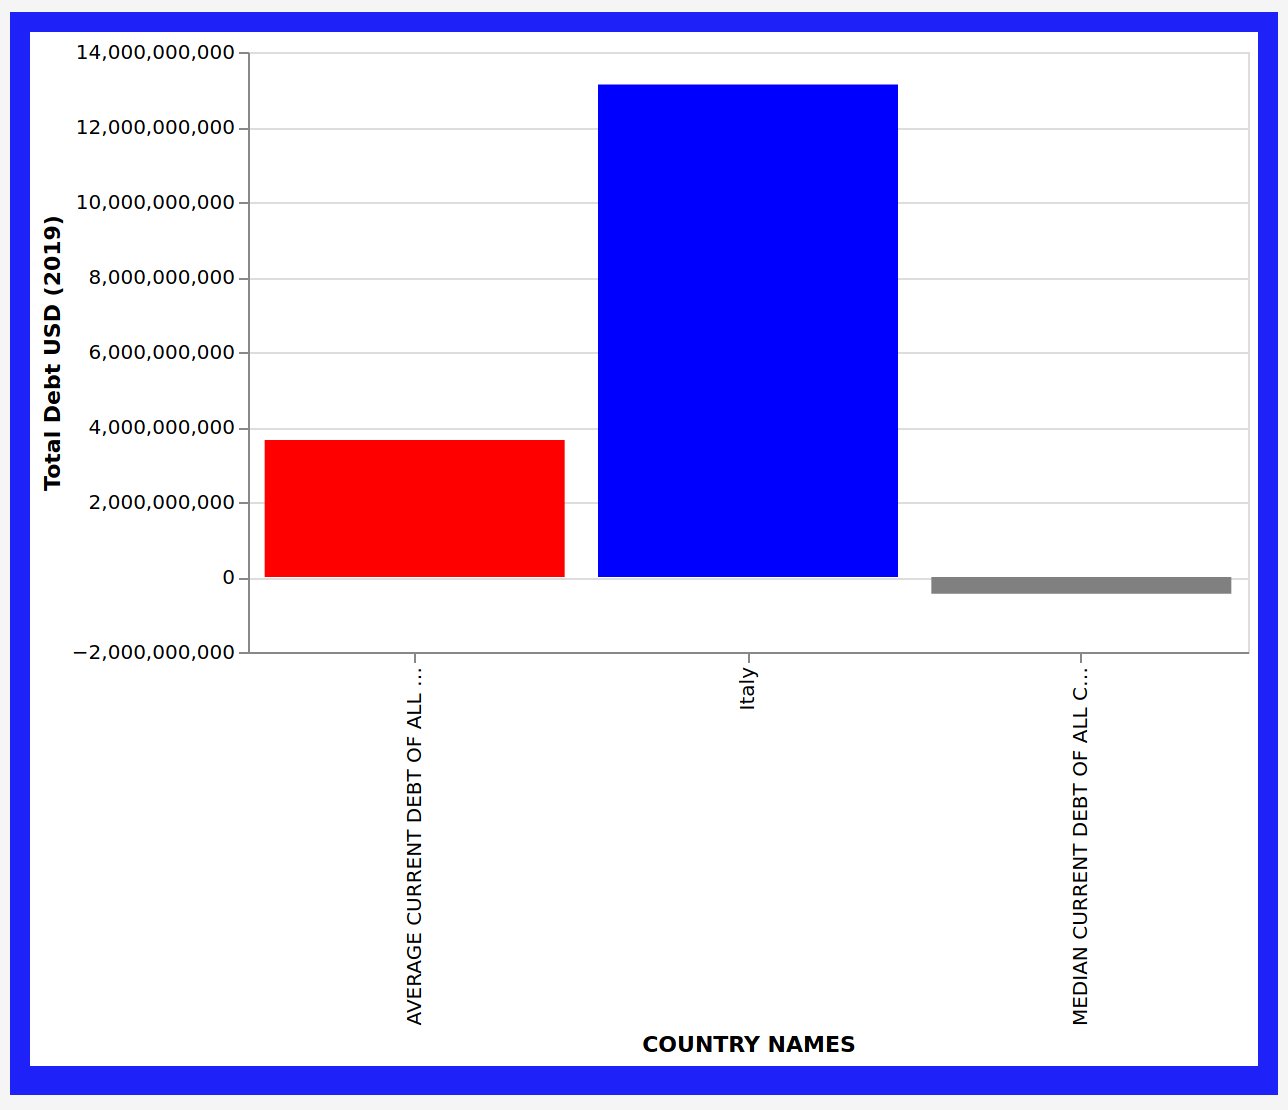 14,000,000,000
12,000,000,000
10,000,000,000
8,000,000,000
6,000,000,000
4,000,000,000
2,000,000,000
0
−2,000,000,000
Total Debt USD (2019)
AVERAGE CURRENT DEBT OF ALL …
Italy
MEDIAN CURRENT DEBT OF ALL C…
COUNTRY NAMES